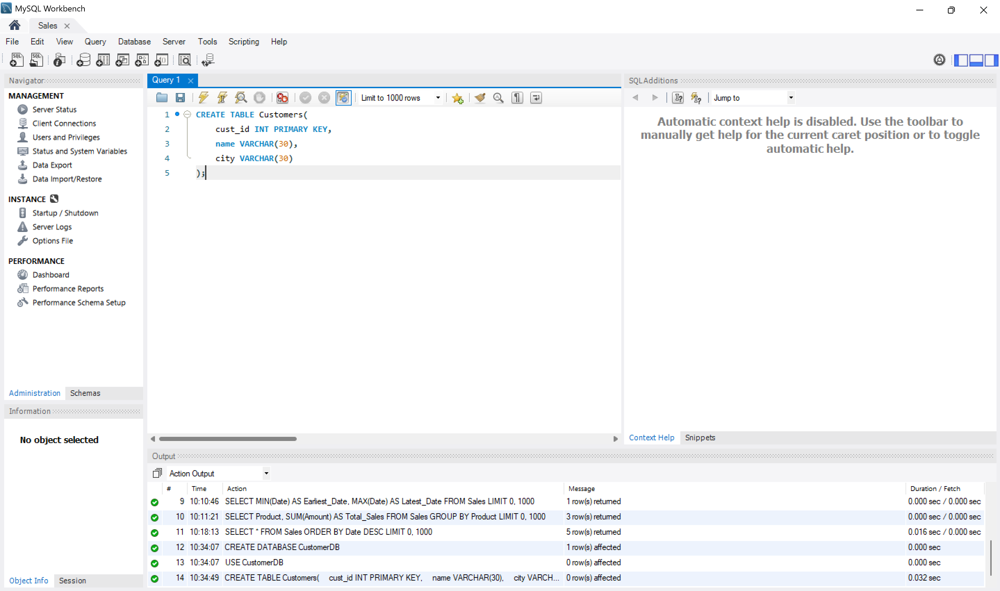 MySQL Workbench
Sales
File Edit View Query Database Server Tools Scripting Help
Navigator
MANAGEMENT
Server Status
Client Connections
Users and Privileges
Status and System Variables
Data Export
Data Import/Restore
INSTANCE
Startup / Shutdown
Server Logs
Options File
PERFORMANCE
Dashboard
Performance Reports
Performance Schema Setup
Administration Schemas
Information
No object selected
Object Info Session
Query 1
Limit to 1000 rows
1 CREATE TABLE Customers(
2 cust_id INT PRIMARY KEY,
3 name VARCHAR(30),
4 city VARCHAR(30)
5 );
SQLAdditions
Jump to
Automatic context help is disabled. Use the toolbar to
manually get help for the current caret position or to toggle
automatic help.
Context Help Snippets
Output
Action Output
# Time Action Message Duration / Fetch
9 10:10:46 SELECT MIN(Date) AS Earliest_Date, MAX(Date) AS Latest_Date FROM Sales LIMIT 0, 1000 1 row(s) returned 0.000 sec / 0.000 sec
10 10:11:21 SELECT Product, SUM(Amount) AS Total_Sales FROM Sales GROUP BY Product LIMIT 0, 1000 3 row(s) returned 0.000 sec / 0.000 sec
11 10:18:13 SELECT * FROM Sales ORDER BY Date DESC LIMIT 0, 1000 5 row(s) returned 0.016 sec / 0.000 sec
12 10:34:07 CREATE DATABASE CustomerDB 1 row(s) affected 0.000 sec
13 10:34:07 USE CustomerDB 0 row(s) affected 0.000 sec
14 10:34:49 CREATE TABLE Customers( cust_id INT PRIMARY KEY, name VARCHAR(30), city VARCH... 0 row(s) affected 0.032 sec